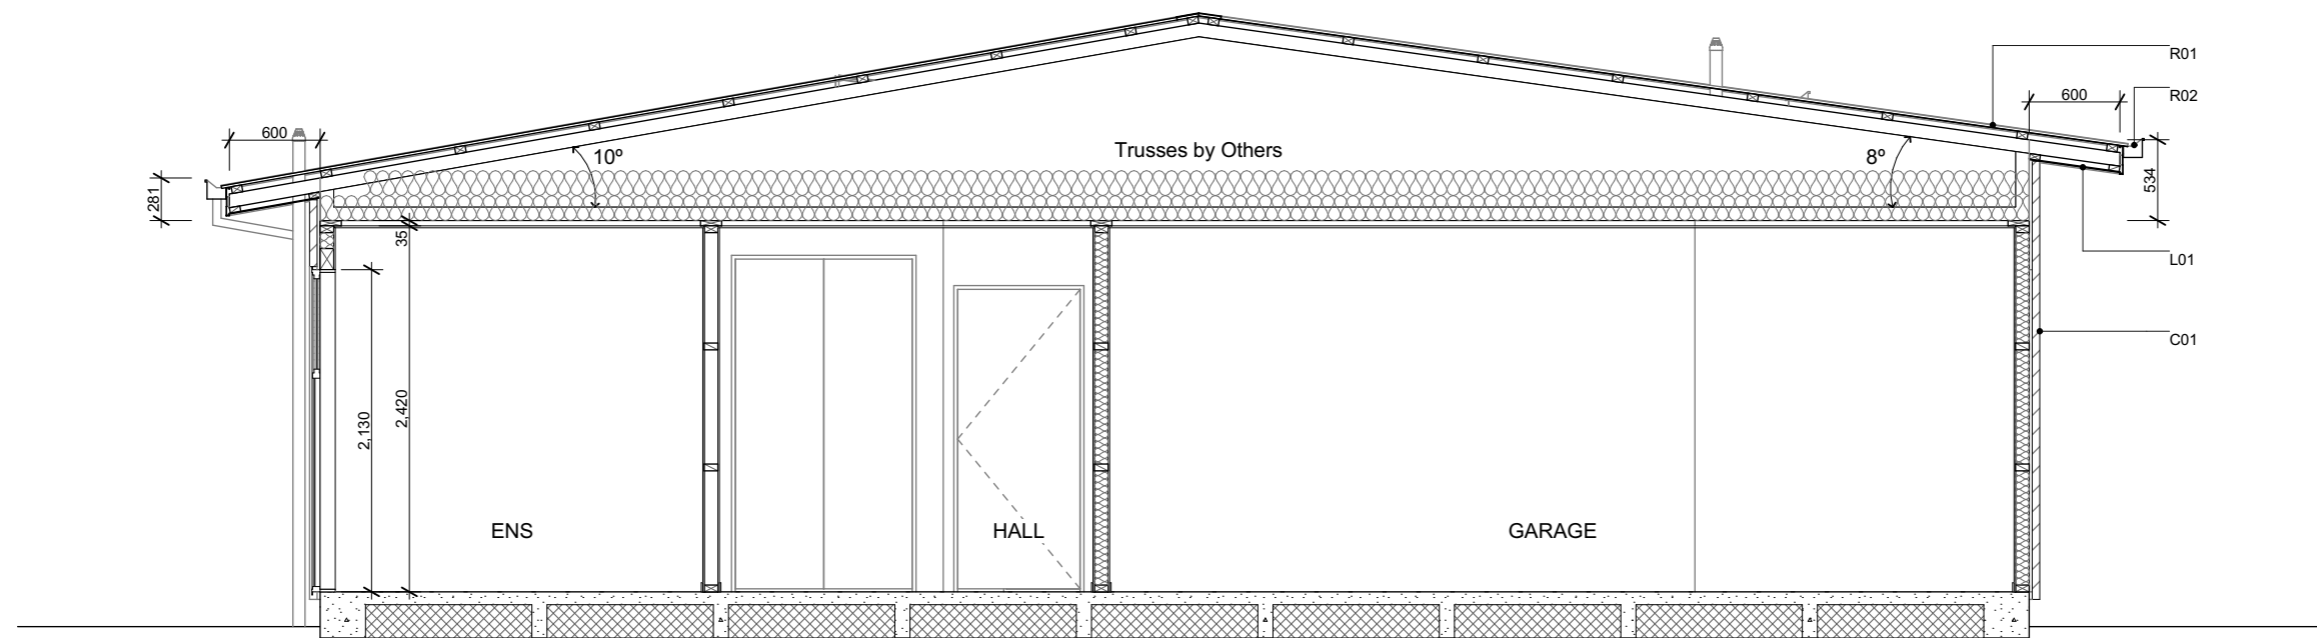 R01
600
R02
600
Trusses by Others
10º
8º
281
534
35
L01
C01
2,130
2,420
ENS
HALL
GARAGE